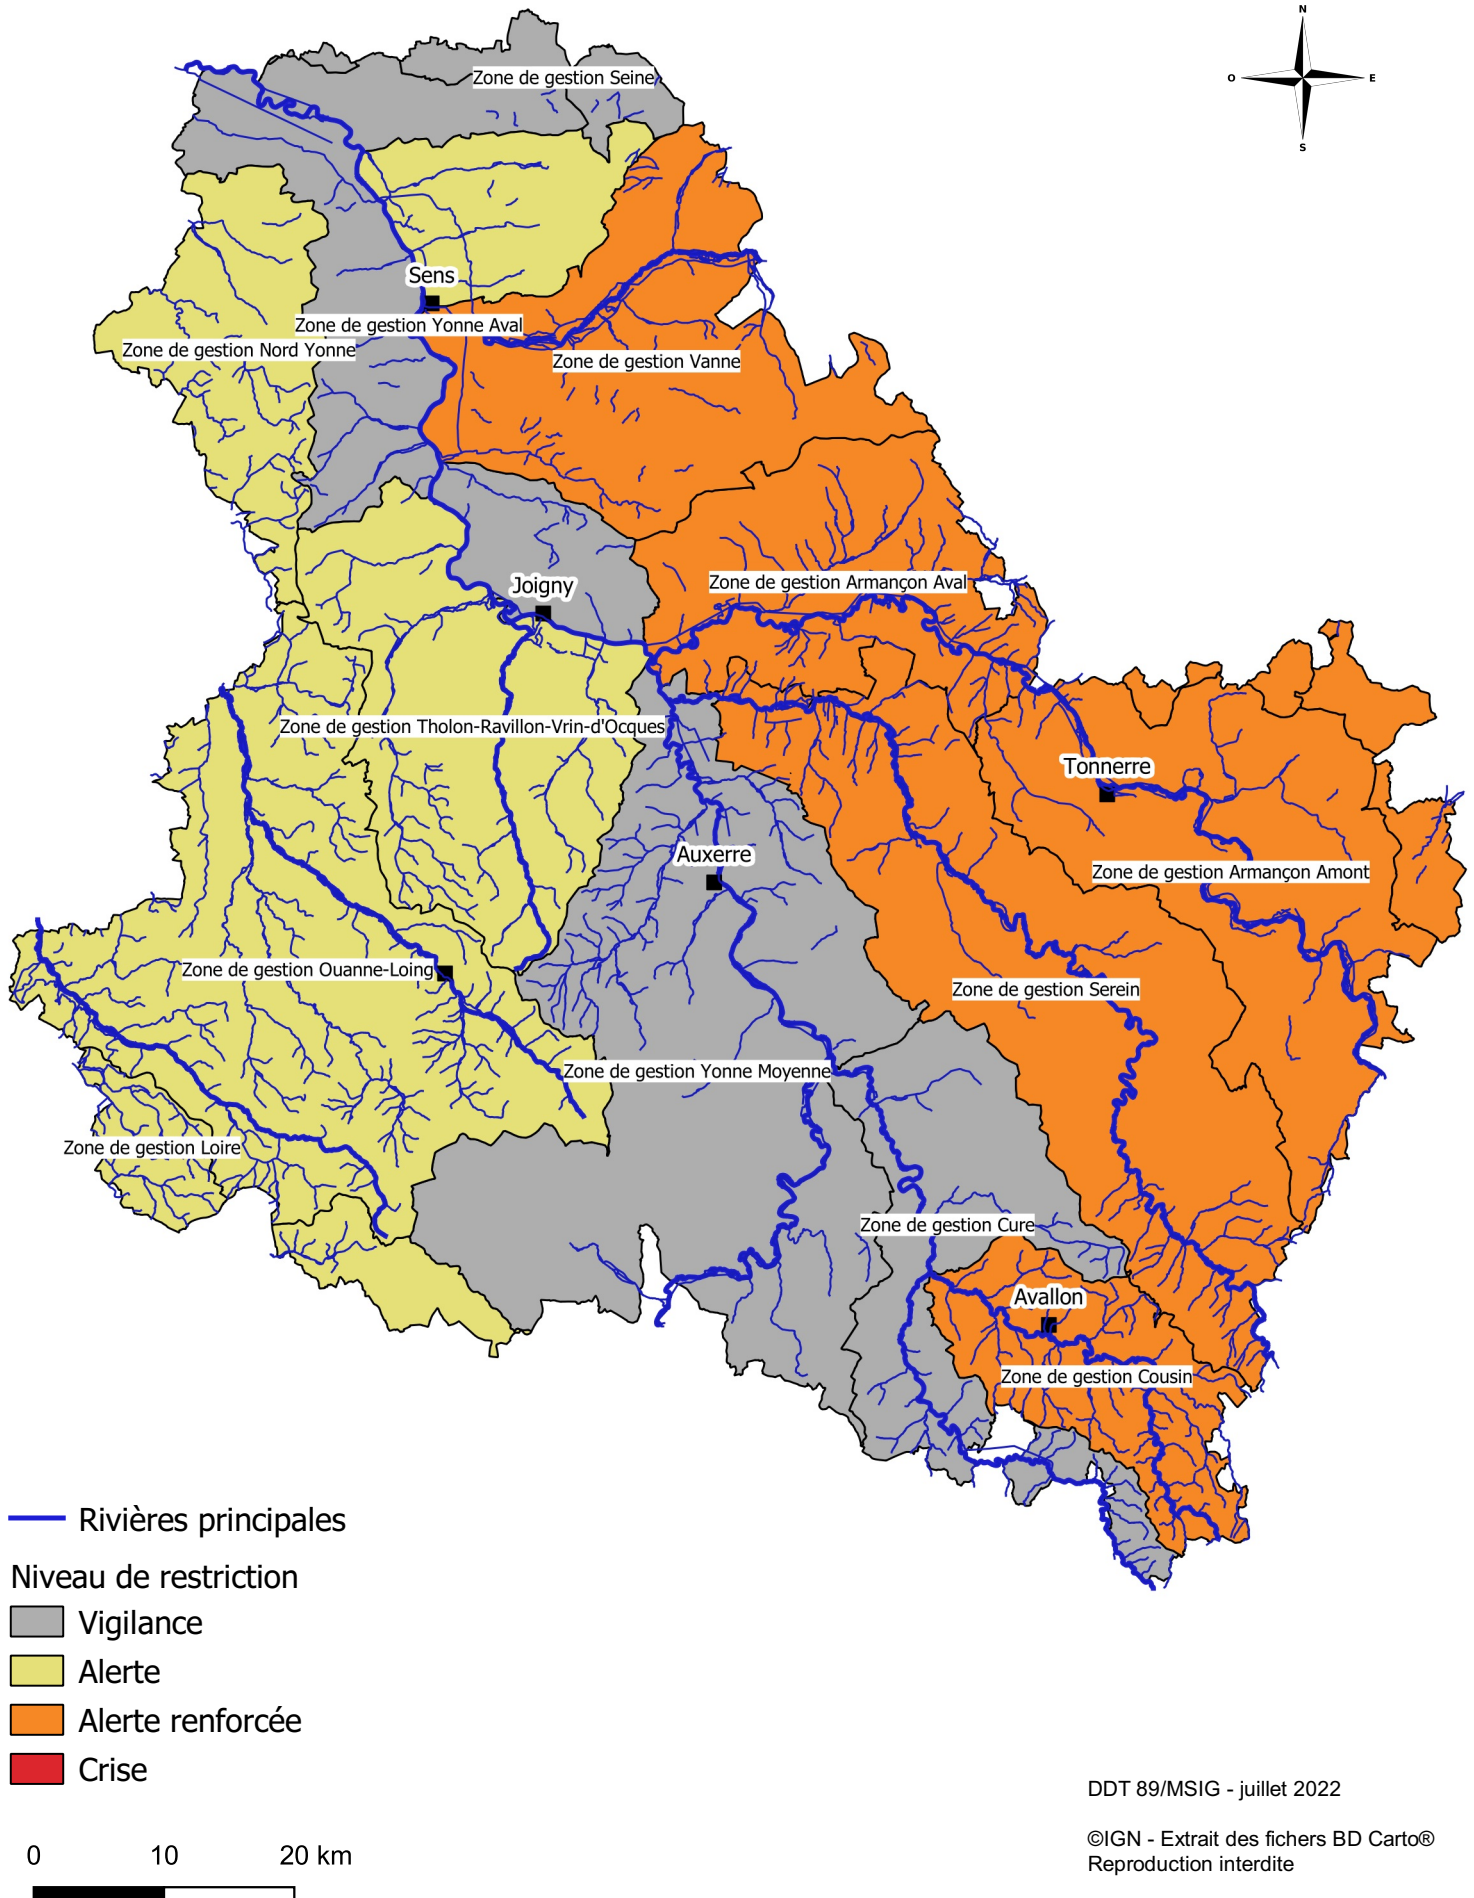 N
O
E
S
Zone de gestion Seine
Sens
Zone de gestion Yonne Aval
Zone de gestion Nord Yonne
Zone de gestion Vanne
Zone de gestion Armançon Aval
Joigny
Zone de gestion Tholon-Ravillon-Vrin-d'Ocques
Tonnerre
Auxerre
Zone de gestion Armançon Amont
Zone de gestion Ouanne-Loing
Zone de gestion Serein
Zone de gestion Yonne Moyenne
Zone de gestion Loire
Zone de gestion Cure
Avallon
Zone de gestion Cousin
Rivières principales
Niveau de restriction
Vigilance
Alerte
Alerte renforcée
Crise
DDT 89/MSIG - juillet 2022
©IGN - Extrait des fichers BD Carto®
Reproduction interdite
0 10 20 km